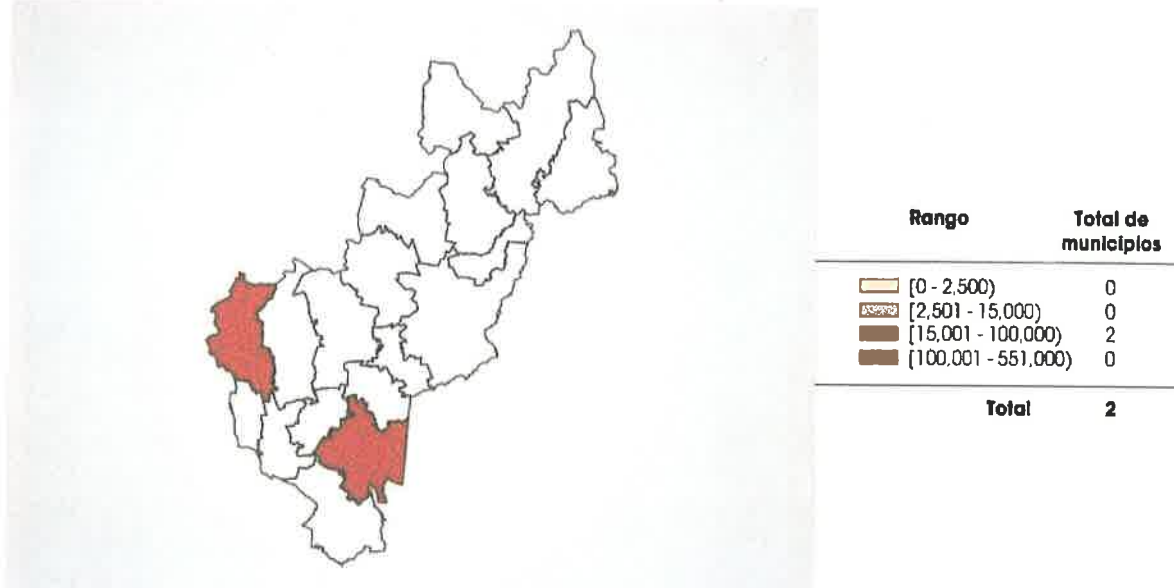 Rango Total de municipios
[0 - 2,500) 0
[2,501 - 15,000) 0
[15,001 - 100,000) 2
[100,001 - 551,000) 0
Total 2